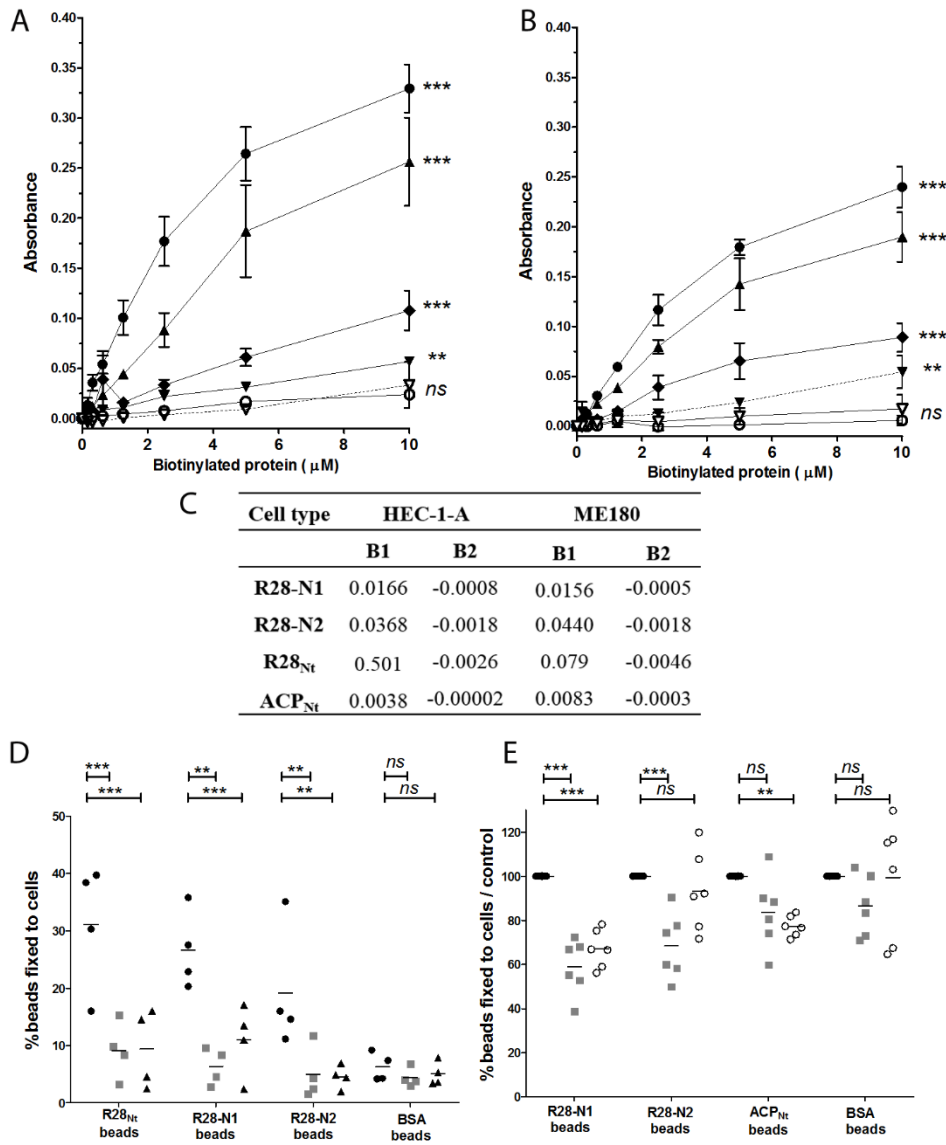 A
Absorbance
0.40
0.35
0.30
0.25
0.20
0.15
0.10
0.05
0.00
0 2 4 6 8 10
Biotinylated protein ( μM)
***
***
***
**
ns
B
Absorbance
0.40
0.35
0.30
0.25
0.20
0.15
0.10
0.05
0.00
0 2 4 6 8 10
Biotinylated protein ( μM)
***
***
***
**
ns
C
Cell type HEC-1-A ME180
B1 B2 B1 B2
R28-N1 0.0166 -0.0008 0.0156 -0.0005
R28-N2 0.0368 -0.0018 0.0440 -0.0018
R28Nt 0.501 -0.0026 0.079 -0.0046
ACPNt 0.0038 -0.00002 0.0083 -0.0003
D
*** ** ** ns
*** *** ** ns
%beads fixed to cells
50
40
30
20
10
0
R28Nt R28-N1 R28-N2 BSA
beads beads beads beads
E
*** *** ns ns
*** ns ** ns
% beads fixed to cells / control
120
100
80
60
40
20
0
R28-N1 R28-N2 ACPNt BSA
beads beads beads beads